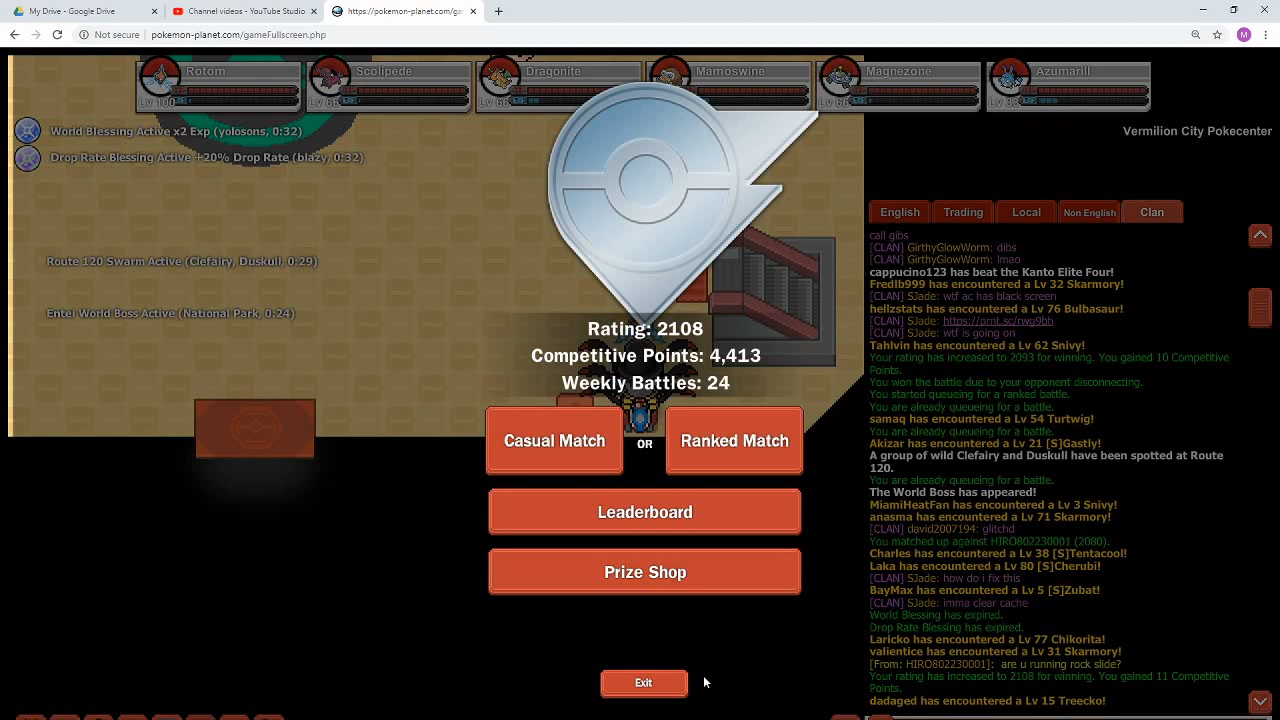 My Drive - Google Drive
Channel videos - YouTube Studio
https://pokemon-planet.com/ga
Not secure
pokemon-planet.com/gameFullscreen.php
M
Rotom
Scolipede
Dragonite
Mamoswine
Magnezone
Azumarill
Lv 100
World Blessing Active x2 Exp (yolosons, 0:32)
Drop Rate Blessing Active +20% Drop Rate (blazy, 0:32)
Route 120 Swarm Active (Clefairy, Duskull, 0:29)
Enter World Boss Active (National Park, 0:24)
Rating: 2108
Competitive Points: 4,413
Weekly Battles: 24
Casual Match
OR
Ranked Match
Leaderboard
Prize Shop
Exit
Vermilion City Pokecenter
English
Trading
Local
Non English
Clan
call gibs
[CLAN] GirthyGlowWorm: dibs
[CLAN] GirthyGlowWorm: lmao
cappucino123 has beat the Kanto Elite Four!
Fredlb999 has encountered a Lv 32 Skarmory!
[CLAN] SJade: wtf ac has black screen
hellzstats has encountered a Lv 76 Bulbasaur!
[CLAN] SJade: https://prnt.sc/rwg9bh
[CLAN] SJade: wtf is going on
Tahlvin has encountered a Lv 62 Snivy!
Your rating has increased to 2093 for winning. You gained 10 Competitive
Points.
You won the battle due to your opponent disconnecting.
You started queueing for a ranked battle.
You are already queueing for a battle.
samaq has encountered a Lv 54 Turtwig!
You are already queueing for a battle.
Akizar has encountered a Lv 21 [S]Gastly!
A group of wild Clefairy and Duskull have been spotted at Route
120.
You are already queueing for a battle.
The World Boss has appeared!
MiamiHeatFan has encountered a Lv 3 Snivy!
anasma has encountered a Lv 71 Skarmory!
[CLAN] david2007194: glitchd
You matched up against HIRO802230001 (2080).
Charles has encountered a Lv 38 [S]Tentacool!
Laka has encountered a Lv 80 [S]Cherubi!
[CLAN] SJade: how do i fix this
BayMax has encountered a Lv 5 [S]Zubat!
[CLAN] SJade: imma clear cache
World Blessing has expired.
Drop Rate Blessing has expired.
Laricko has encountered a Lv 77 Chikorita!
valientice has encountered a Lv 31 Skarmory!
[From: HIRO802230001]: are u running rock slide?
Your rating has increased to 2108 for winning. You gained 11 Competitive
Points.
dadaged has encountered a Lv 15 Treecko!